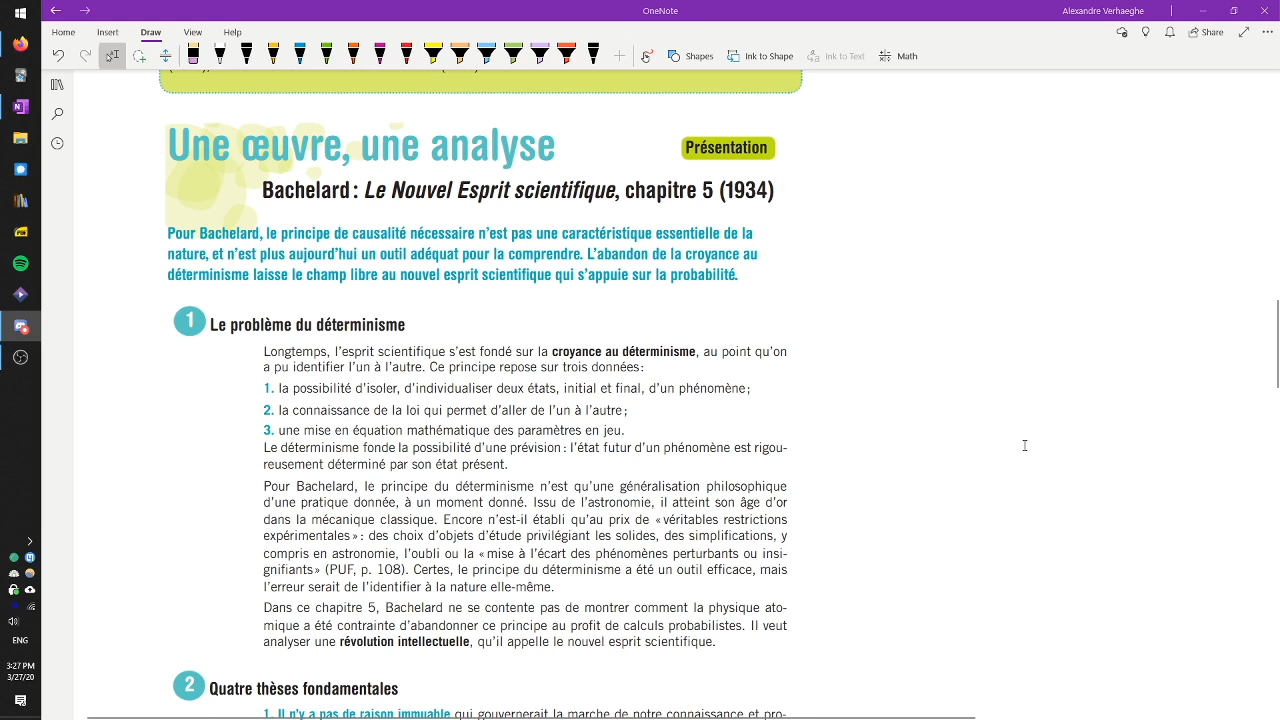 OneNote
Alexandre Verhaeghe
Home Insert Draw View Help
Share
Shapes Ink to Shape Ink to Text Math
Une œuvre, une analyse
Présentation
Bachelard : Le Nouvel Esprit scientifique, chapitre 5 (1934)
Pour Bachelard, le principe de causalité nécessaire n'est pas une caractéristique essentielle de la
nature, et n'est plus aujourd'hui un outil adéquat pour la comprendre. L'abandon de la croyance au
déterminisme laisse le champ libre au nouvel esprit scientifique qui s'appuie sur la probabilité.
1 Le problème du déterminisme
Longtemps, l'esprit scientifique s'est fondé sur la croyance au déterminisme, au point qu'on
a pu identifier l'un à l'autre. Ce principe repose sur trois données :
1. la possibilité d'isoler, d'individualiser deux états, initial et final, d'un phénomène ;
2. la connaissance de la loi qui permet d'aller de l'un à l'autre ;
3. une mise en équation mathématique des paramètres en jeu.
Le déterminisme fonde la possibilité d'une prévision : l'état futur d'un phénomène est rigou-
reusement déterminé par son état présent.
Pour Bachelard, le principe du déterminisme n'est qu'une généralisation philosophique
d'une pratique donnée, à un moment donné. Issu de l'astronomie, il atteint son âge d'or
dans la mécanique classique. Encore n'est-il établi qu'au prix de « véritables restrictions
expérimentales » : des choix d'objets d'étude privilégiant les solides, des simplifications, y
compris en astronomie, l'oubli ou la « mise à l'écart des phénomènes perturbants ou insi-
gnifiants » (PUF, p. 108). Certes, le principe du déterminisme a été un outil efficace, mais
l'erreur serait de l'identifier à la nature elle-même.
Dans ce chapitre 5, Bachelard ne se contente pas de montrer comment la physique ato-
mique a été contrainte d'abandonner ce principe au profit de calculs probabilistes. Il veut
analyser une révolution intellectuelle, qu'il appelle le nouvel esprit scientifique.
2 Quatre thèses fondamentales
1. Il n'y a pas de raison immuable qui gouvernerait la marche de notre connaissance et pro-
ENG
3:27 PM
3/27/20